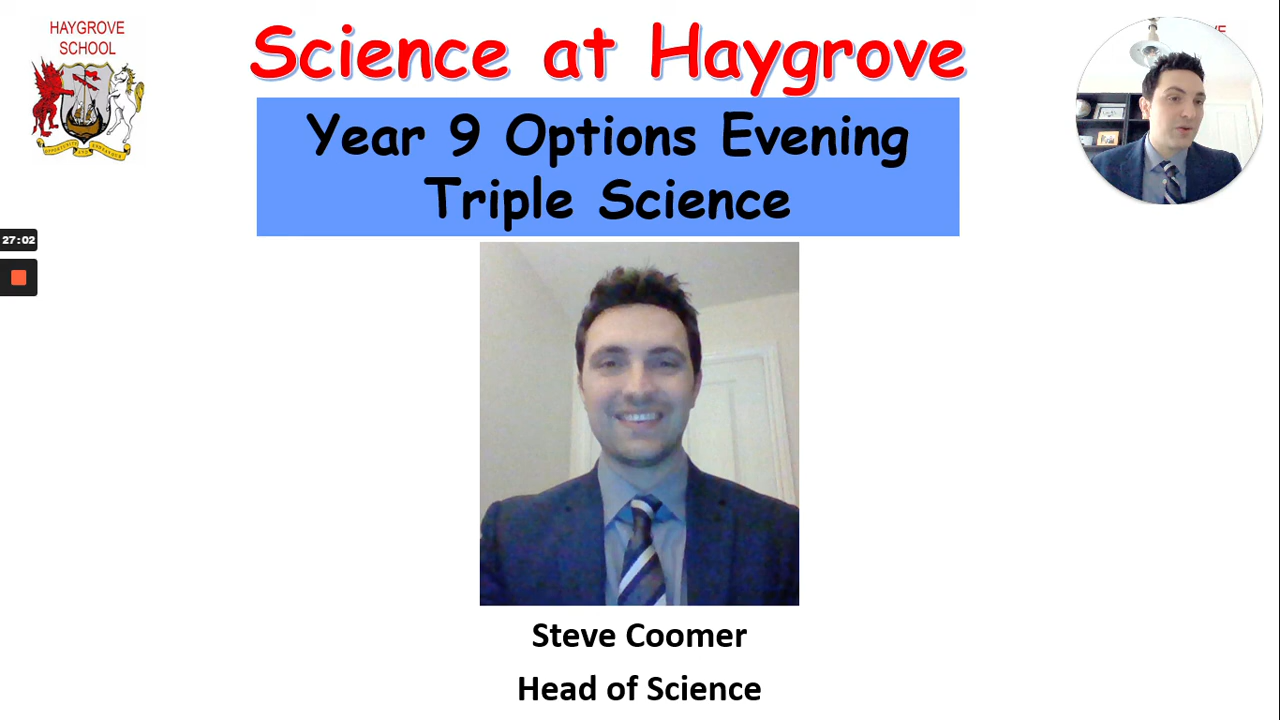 HAYGROVE
SCHOOL
Science at Haygrove
Year 9 Options Evening
Triple Science
27:02
Steve Coomer
Head of Science